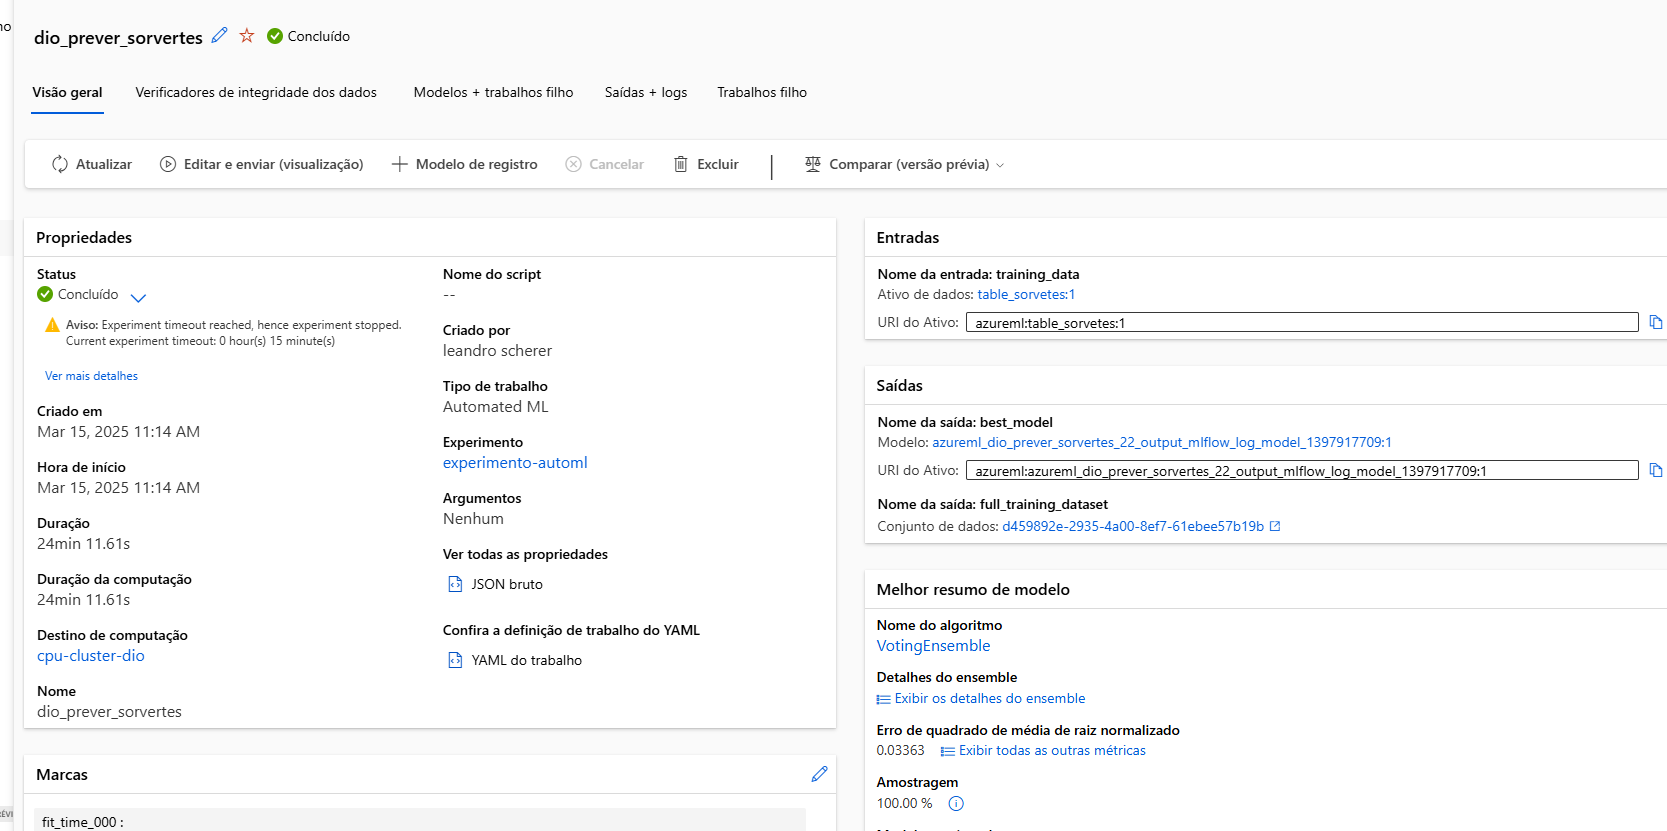 dio_prever_sorvertes Concluído
Visão geral Verificadores de integridade dos dados Modelos + trabalhos filho Saídas + logs Trabalhos filho
Atualizar Editar e enviar (visualização) Modelo de registro Cancelar Excluir Comparar (versão prévia)
Propriedades
Status
Concluído
Aviso: Experiment timeout reached, hence experiment stopped.
Current experiment timeout: 0 hour(s) 15 minute(s)
Ver mais detalhes
Criado em
Mar 15, 2025 11:14 AM
Hora de início
Mar 15, 2025 11:14 AM
Duração
24min 11.61s
Duração da computação
24min 11.61s
Destino de computação
cpu-cluster-dio
Nome
dio_prever_sorvertes
Nome do script
--
Criado por
leandro scherer
Tipo de trabalho
Automated ML
Experimento
experimento-automl
Argumentos
Nenhum
Ver todas as propriedades
JSON bruto
Confira a definição de trabalho do YAML
YAML do trabalho
Marcas
fit_time_000 :
Entradas
Nome da entrada: training_data
Ativo de dados: table_sorvetes:1
URI do Ativo: azureml:table_sorvetes:1
Saídas
Nome da saída: best_model
Modelo: azureml_dio_prever_sorvertes_22_output_mlflow_log_model_1397917709:1
URI do Ativo: azureml:azureml_dio_prever_sorvertes_22_output_mlflow_log_model_1397917709:1
Nome da saída: full_training_dataset
Conjunto de dados: d459892e-2935-4a00-8ef7-61ebee57b19b
Melhor resumo de modelo
Nome do algoritmo
VotingEnsemble
Detalhes do ensemble
Exibir os detalhes do ensemble
Erro de quadrado de média de raiz normalizado
0.03363 Exibir todas as outras métricas
Amostragem
100.00 %